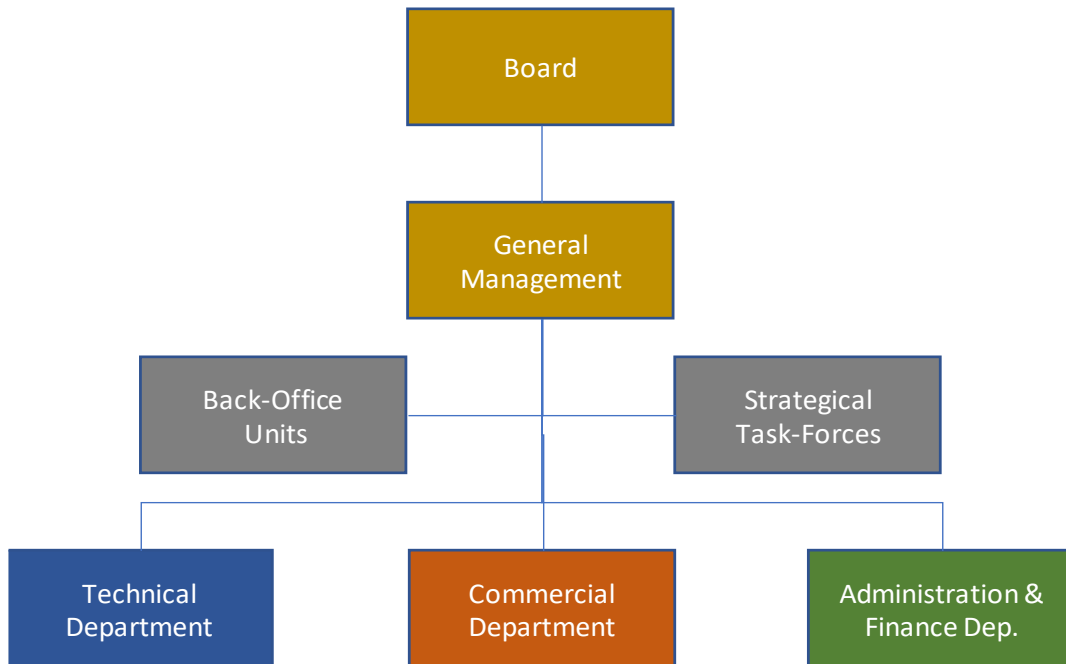 Board
General
Management
Back-Office
Units
Strategical
Task-Forces
Technical
Department
Commercial
Department
Administration &
Finance Dep.